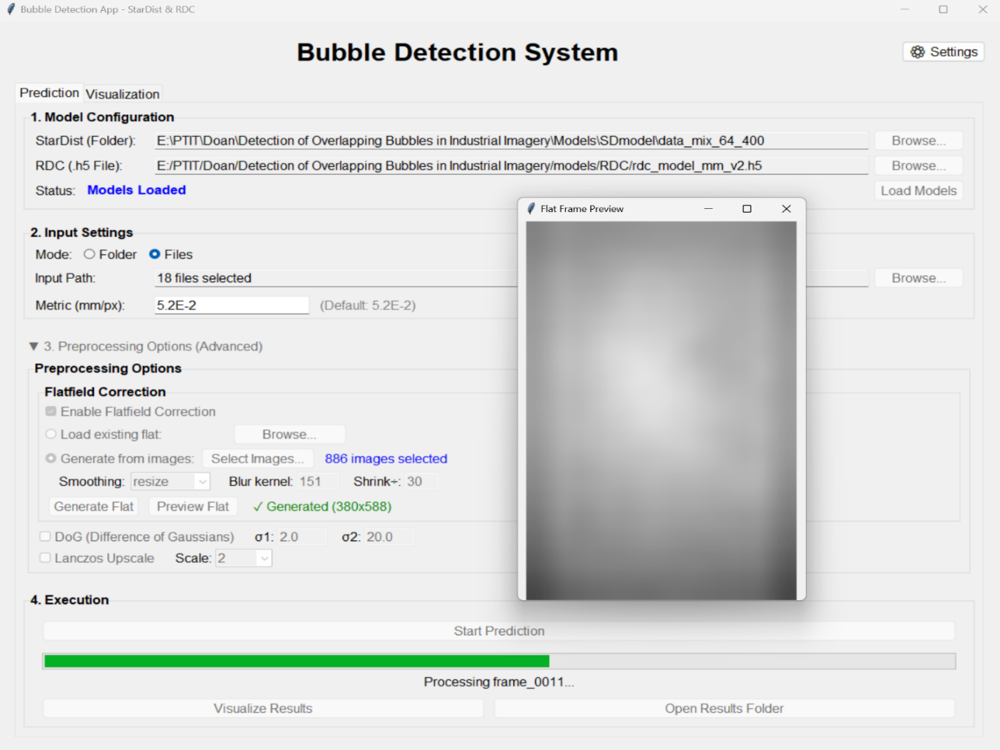 Bubble Detection App - StarDist & RDC
Bubble Detection System
Settings
Prediction Visualization
1. Model Configuration
StarDist (Folder): E:\PTIT\Doan\Detection of Overlapping Bubbles in Industrial Imagery\Models\SDmodel\data_mix_64_400 Browse...
RDC (.h5 File): E:/PTIT/Doan/Detection of Overlapping Bubbles in Industrial Imagery/models/RDC/rdc_model_mm_v2.h5 Browse...
Status: Models Loaded Load Models
Flat Frame Preview
2. Input Settings
Mode: Folder Files
Input Path: 18 files selected Browse...
Metric (mm/px): 5.2E-2 (Default: 5.2E-2)
▼ 3. Preprocessing Options (Advanced)
Preprocessing Options
Flatfield Correction
Enable Flatfield Correction
Load existing flat: Browse...
Generate from images: Select Images... 886 images selected
Smoothing: resize Blur kernel: 151 Shrink÷: 30
Generate Flat Preview Flat ✓ Generated (380x588)
DoG (Difference of Gaussians) σ1: 2.0 σ2: 20.0
Lanczos Upscale Scale: 2
4. Execution
Start Prediction
Processing frame_0011...
Visualize Results Open Results Folder